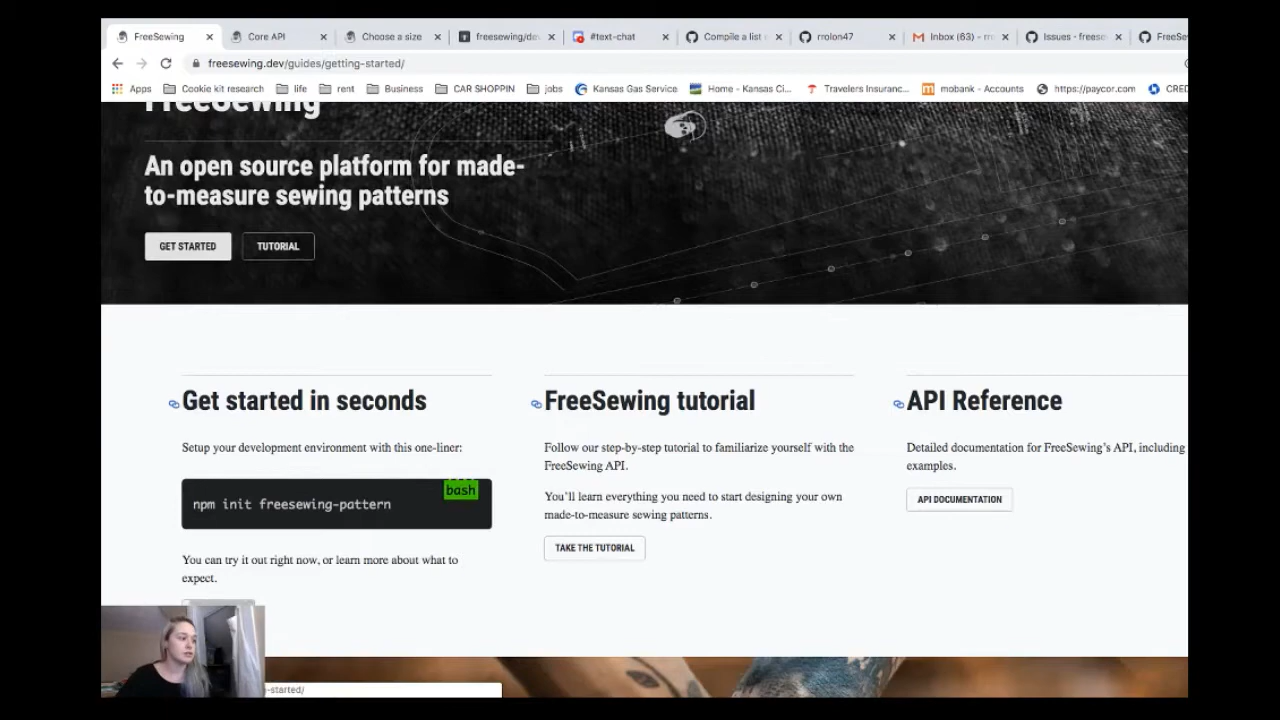 FreeSewing
Core API
Choose a size
freesewing/de
#text-chat
Compile a list
rrolon47
Inbox (63) - rr
Issues - freese
FreeSe
freesewing.dev/guides/getting-started/
Apps
Cookie kit research
life
rent
Business
CAR SHOPPIN
jobs
Kansas Gas Service
Home - Kansas Ci...
Travelers Insuranc...
mobank - Accounts
https://paycor.com
CRED
FreeSewing
An open source platform for made-
to-measure sewing patterns
GET STARTED
TUTORIAL
Get started in seconds
Setup your development environment with this one-liner:
bash
npm init freesewing-pattern
You can try it out right now, or learn more about what to
expect.
FreeSewing tutorial
Follow our step-by-step tutorial to familiarize yourself with the
FreeSewing API.
You'll learn everything you need to start designing your own
made-to-measure sewing patterns.
TAKE THE TUTORIAL
API Reference
Detailed documentation for FreeSewing's API, including
examples.
API DOCUMENTATION
-started/